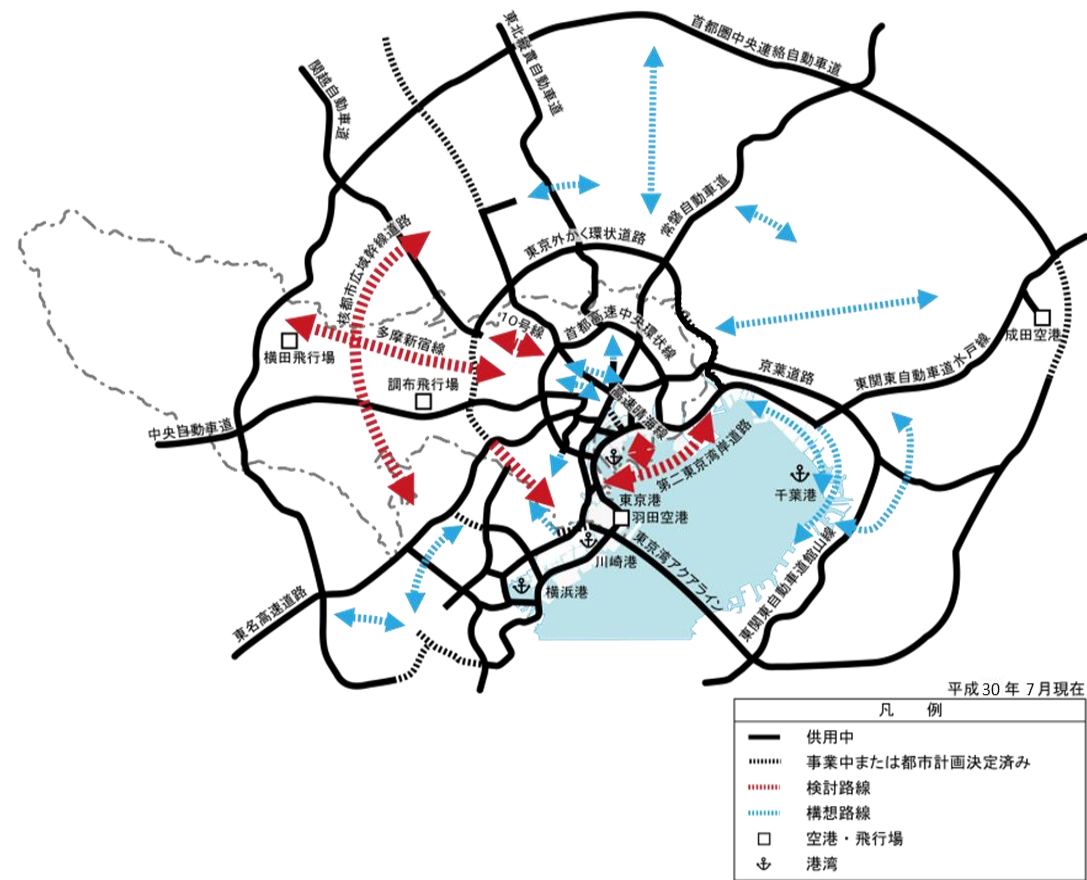 首都圏中央連絡自動車道
東北縦貫自動車道
関越自動車道
常磐自動車道
東京外かく環状道路
核都市広域幹線道路
10号線
首都高速中央環状線
多摩新宿線
横田飛行場
調布飛行場
成田空港
京葉道路
東関東自動車道水戸線
高速晴海線
中央自動車道
第二東京湾岸道路
千葉港
東京港
羽田空港
川崎港
東京湾アクアライン
横浜港
東関東自動車道館山線
東名高速道路
平成30年7月現在
凡 例
供用中
事業中または都市計画決定済み
検討路線
構想路線
空港・飛行場
港湾